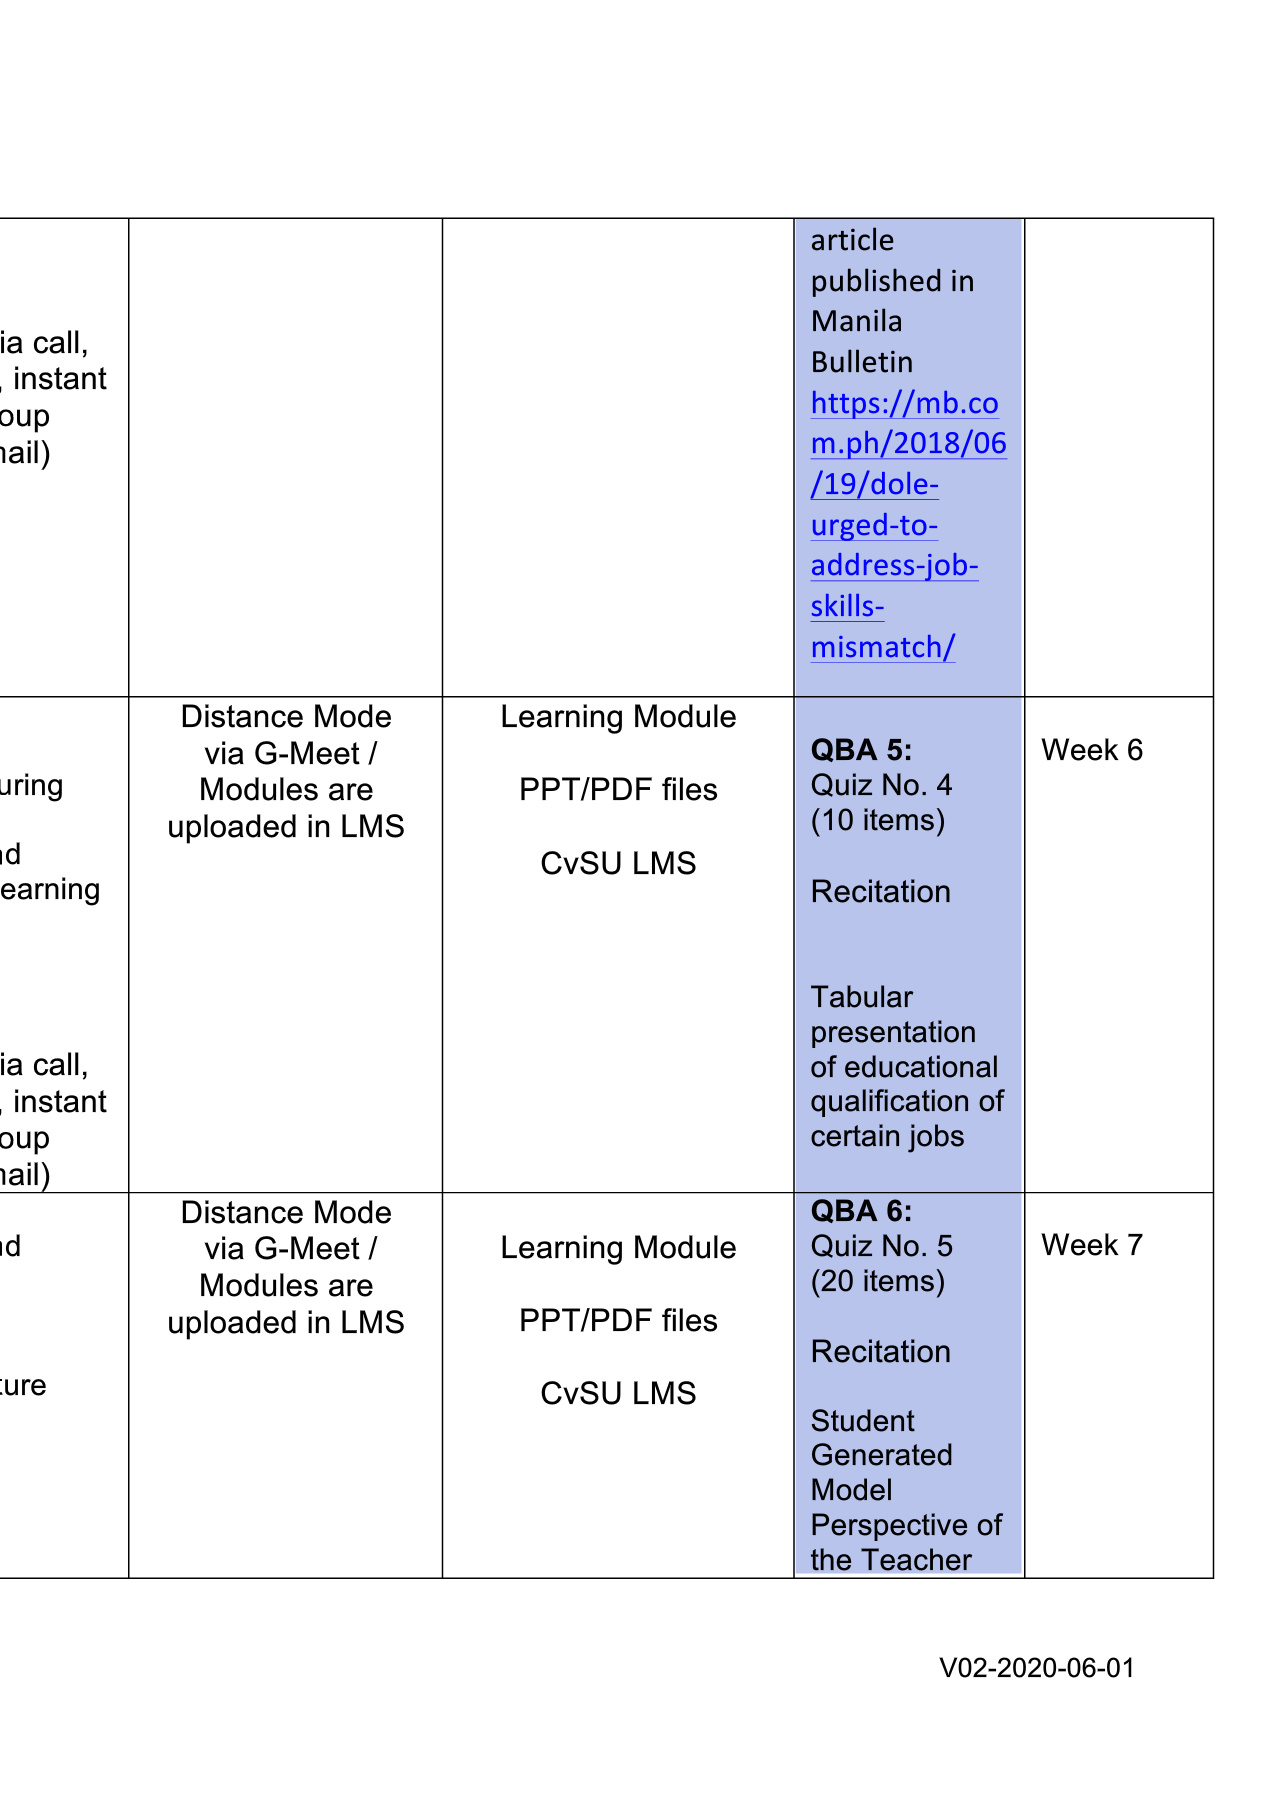 article
published in
Manila
Bulletin
https://mb.co
m.ph/2018/06
/19/dole-
urged-to-
address-job-
skills-
mismatch/
ia call,
, instant
oup
ail)
uring
earning
ia call,
, instant
oup
ail)
Distance Mode
via G-Meet /
Modules are
uploaded in LMS
Learning Module
PPT/PDF files
CvSU LMS
QBA 5:
Quiz No. 4
(10 items)
Recitation
Tabular
presentation
of educational
qualification of
certain jobs
Week 6
ture
Distance Mode
via G-Meet /
Modules are
uploaded in LMS
Learning Module
PPT/PDF files
CvSU LMS
QBA 6:
Quiz No. 5
(20 items)
Recitation
Student
Generated
Model
Perspective of
the Teacher
Week 7
V02-2020-06-01